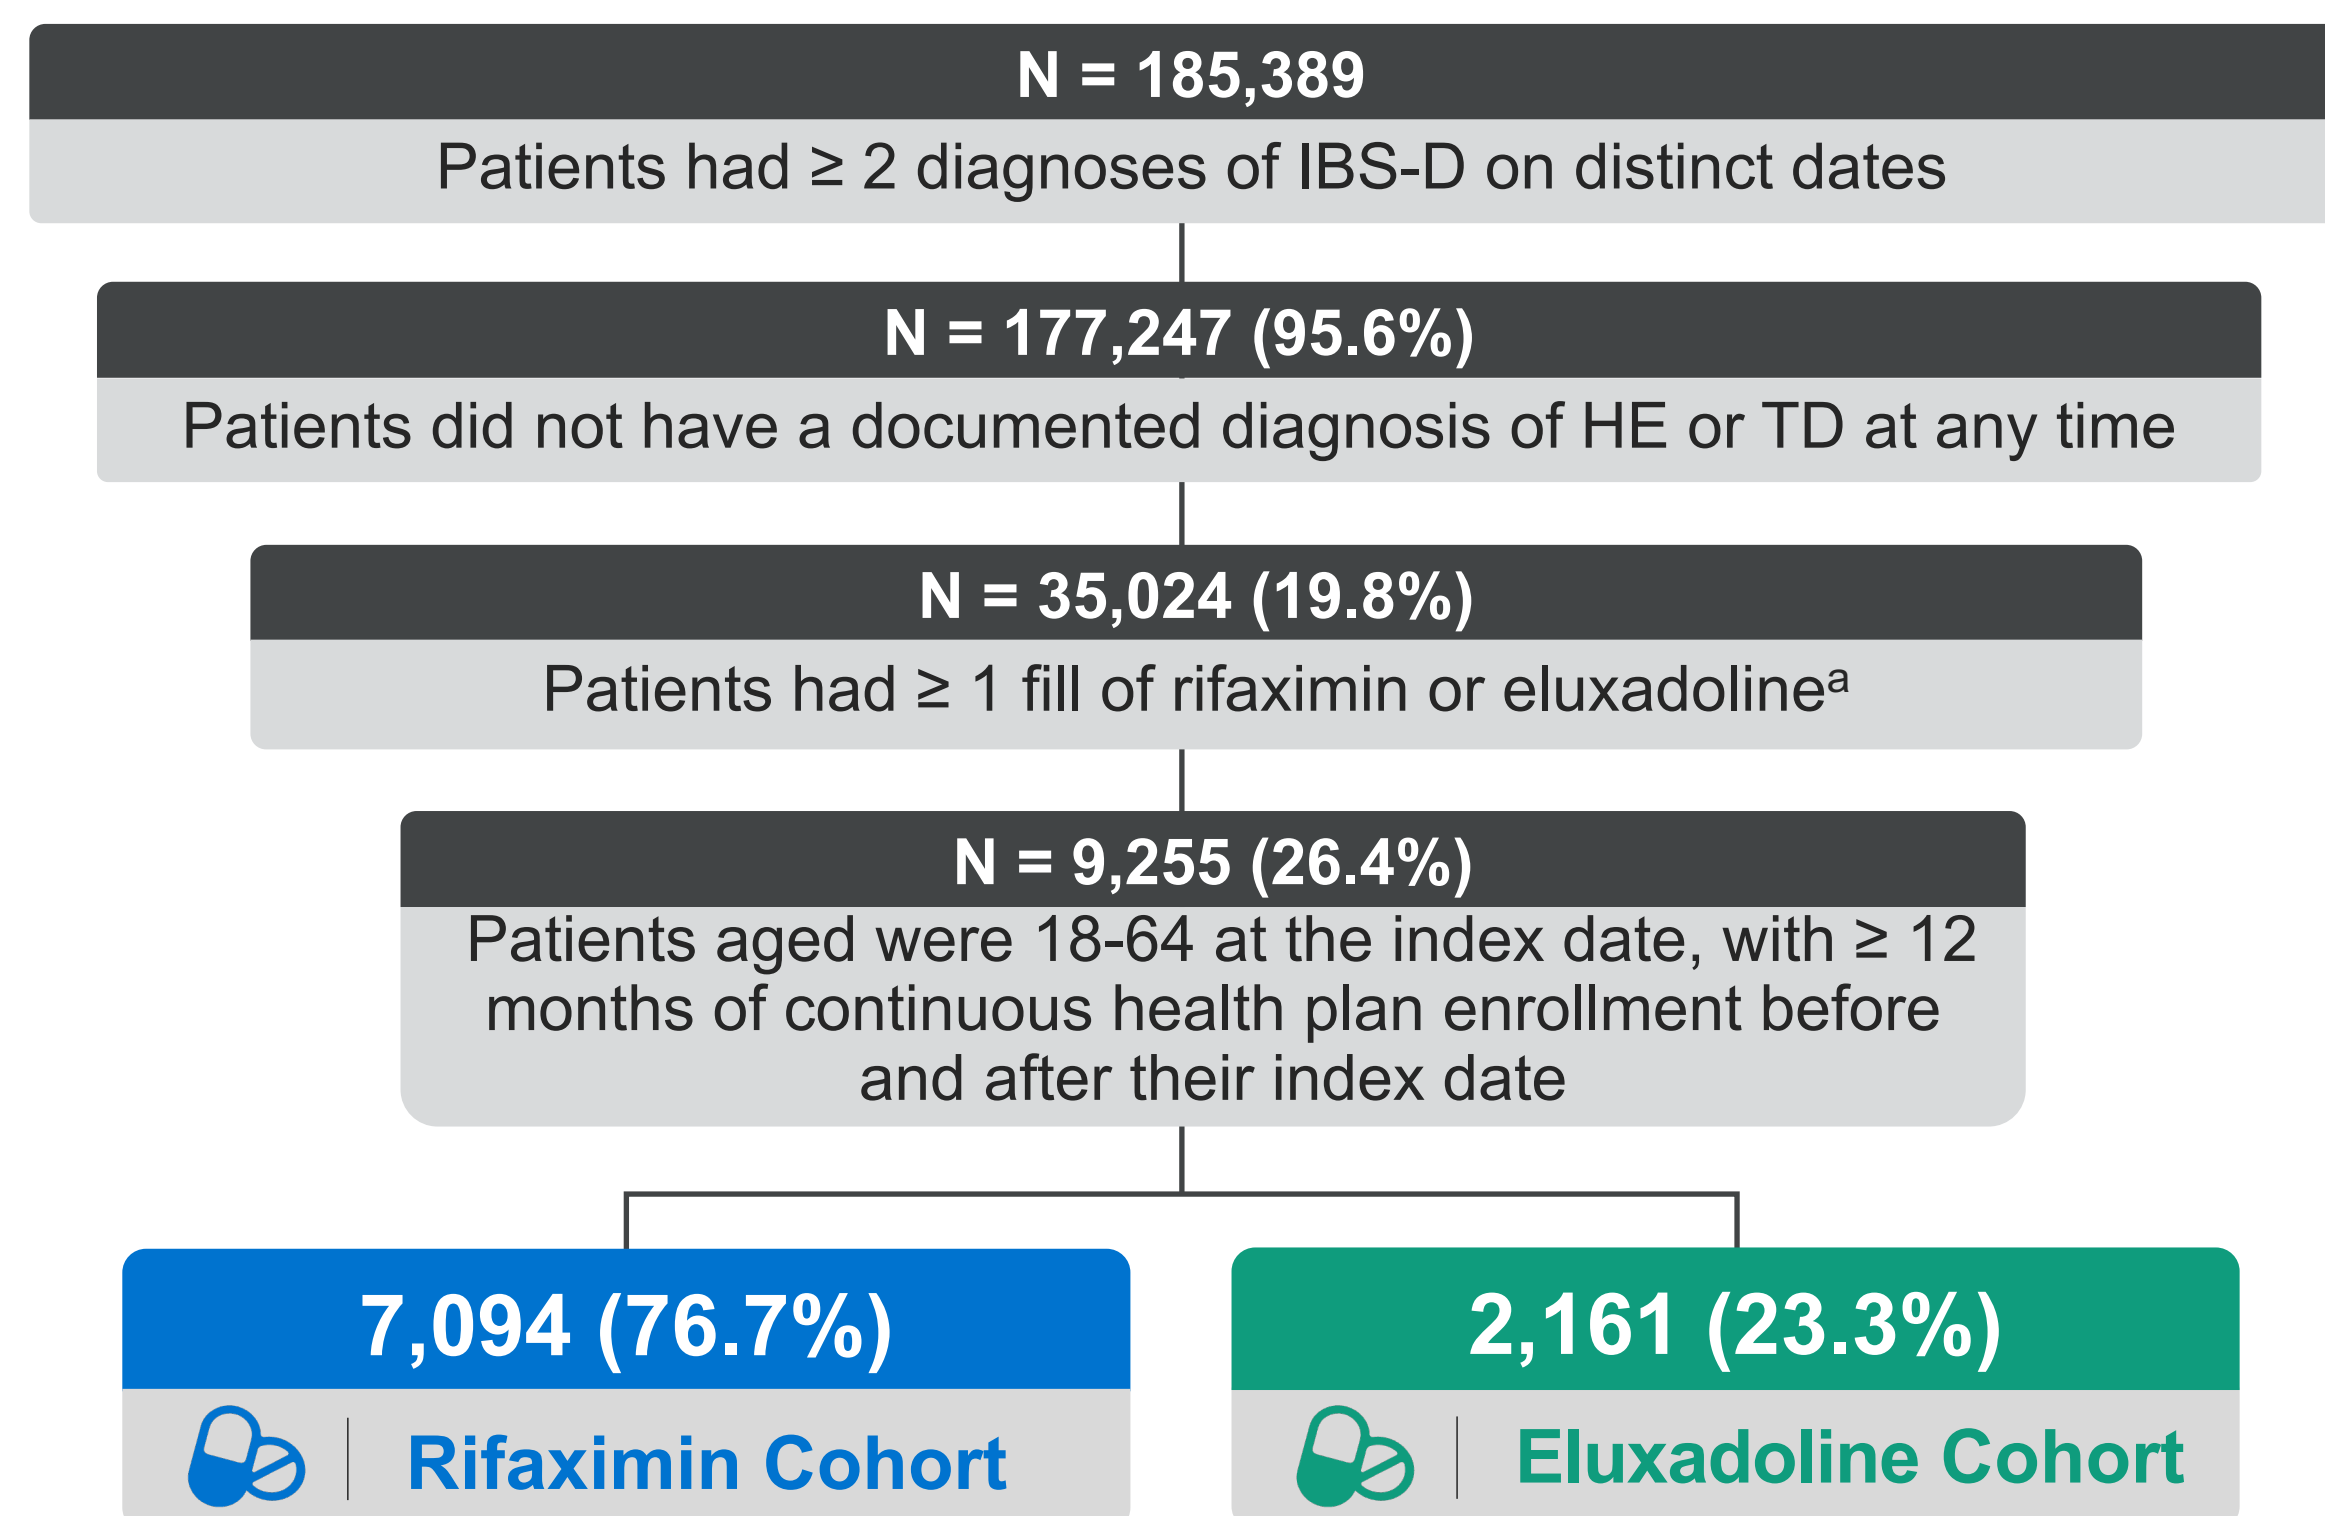 N = 185,389
Patients had ≥ 2 diagnoses of IBS-D on distinct dates
N = 177,247 (95.6%)
Patients did not have a documented diagnosis of HE or TD at any time
N = 35,024 (19.8%)
Patients had ≥ 1 fill of rifaximin or eluxadolineᵃ
N = 9,255 (26.4%)
Patients aged were 18-64 at the index date, with ≥ 12
months of continuous health plan enrollment before
and after their index date
7,094 (76.7%)
Rifaximin Cohort
2,161 (23.3%)
Eluxadoline Cohort